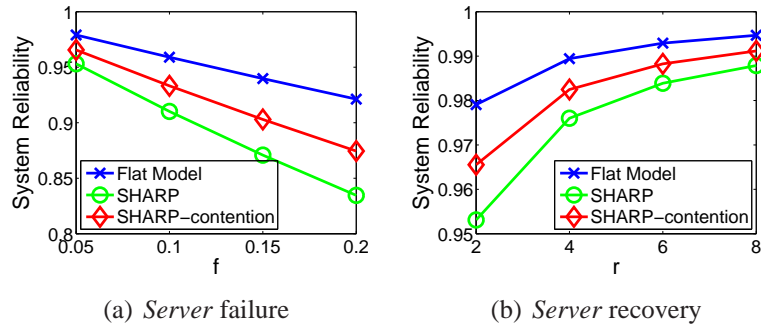 System Reliability
0.95
0.9
0.85
0.8
0.05
0.1
0.15
0.2
f
Flat Model
SHARP
SHARP−contention
(a) Server failure
System Reliability
1
0.99
0.98
0.97
0.96
0.95
2
4
6
8
r
Flat Model
SHARP
SHARP−contention
(b) Server recovery